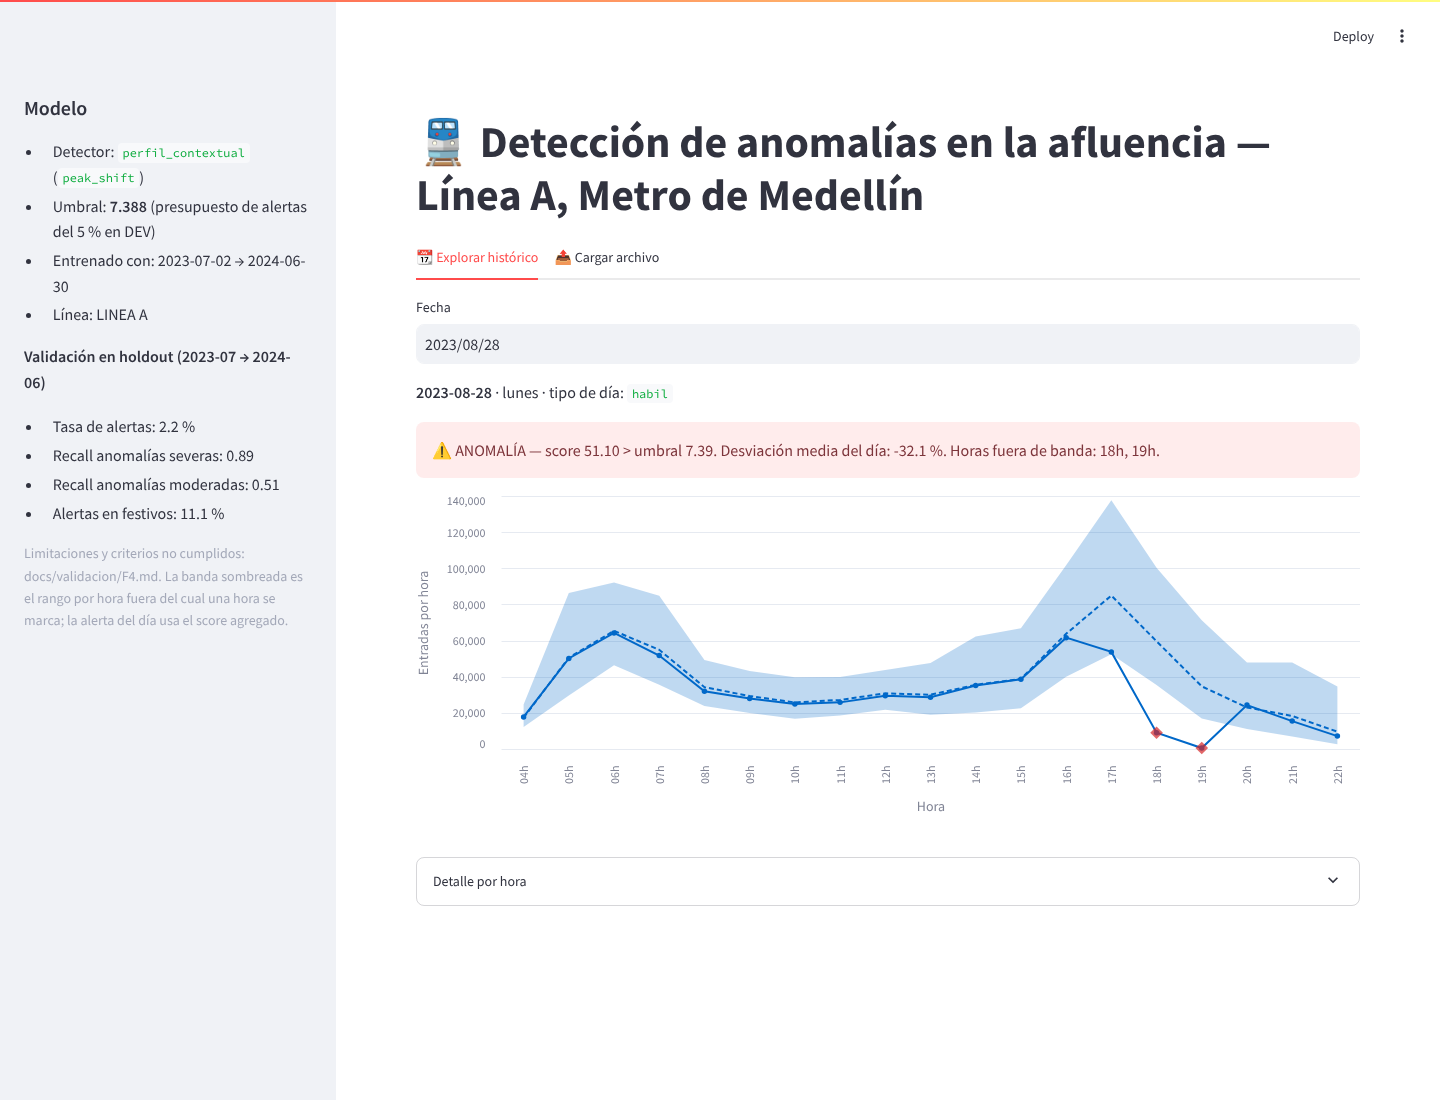 Deploy
Modelo
Detector: perfil_contextual
( peak_shift )
Umbral: 7.388 (presupuesto de alertas
del 5 % en DEV)
Entrenado con: 2023-07-02 → 2024-06-
30
Línea: LINEA A
Validación en holdout (2023-07 → 2024-
06)
Tasa de alertas: 2.2 %
Recall anomalías severas: 0.89
Recall anomalías moderadas: 0.51
Alertas en festivos: 11.1 %
Limitaciones y criterios no cumplidos:
docs/validacion/F4.md. La banda sombreada es
el rango por hora fuera del cual una hora se
marca; la alerta del día usa el score agregado.
🚆 Detección de anomalías en la afluencia —
Línea A, Metro de Medellín
📆 Explorar histórico 📤 Cargar archivo
Fecha
2023/08/28
2023-08-28 · lunes · tipo de día: habil
⚠️ ANOMALÍA — score 51.10 > umbral 7.39. Desviación media del día: -32.1 %. Horas fuera de banda: 18h, 19h.
Entradas por hora
140,000
120,000
100,000
80,000
60,000
40,000
20,000
0
04h 05h 06h 07h 08h 09h 10h 11h 12h 13h 14h 15h 16h 17h 18h 19h 20h 21h 22h
Hora
Detalle por hora